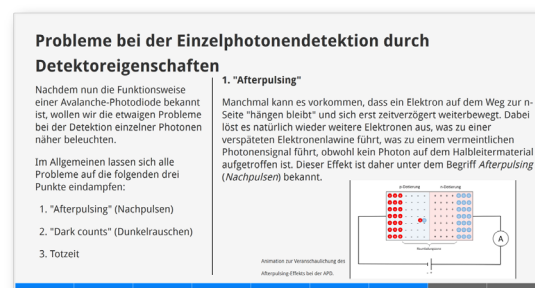 Probleme bei der Einzelphotonendetektion durch
Detektoreigenschaften
Nachdem nun die Funktionsweise
einer Avalanche-Photodiode bekannt
ist, wollen wir die etwaigen Probleme
bei der Detektion einzelner Photonen
näher beleuchten.
Im Allgemeinen lassen sich alle
Probleme auf die folgenden drei
Punkte eindampfen:
1. "Afterpulsing" (Nachpulsen)
2. "Dark counts" (Dunkelrauschen)
3. Totzeit
1. "Afterpulsing"
Manchmal kann es vorkommen, dass ein Elektron auf dem Weg zur n-
Seite "hängen bleibt" und sich erst zeitverzögert weiterbewegt. Dabei
löst es natürlich wieder weitere Elektronen aus, was zu einer
verspäteten Elektronenlawine führt, was zu einem vermeintlichen
Photonensignal führt, obwohl kein Photon auf dem Halbleitermaterial
aufgetroffen ist. Dieser Effekt ist daher unter dem Begriff Afterpulsing
(Nachpulsen) bekannt.
p-Dotierung n-Dotierung
A
Animation zur Veranschaulichung des
Afterpulsing-Effekts bei der APD.